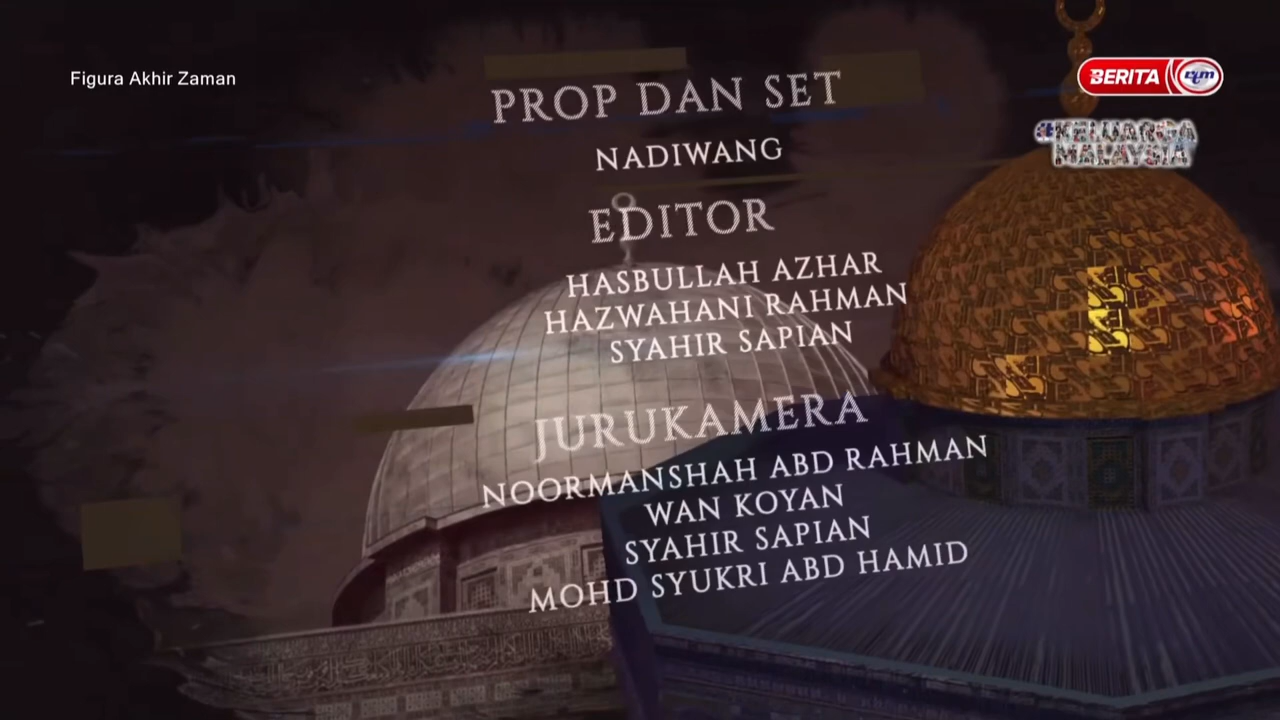 Figura Akhir Zaman
BERITA rtm
#KELUARGA
MALAYSIA
PROP DAN SET
NADIWANG
EDITOR
HASBULLAH AZHAR
HAZWAHANI RAHMAN
SYAHIR SAPIAN
JURUKAMERA
NOORMANSHAH ABD RAHMAN
WAN KOYAN
SYAHIR SAPIAN
MOHD SYUKRI ABD HAMID